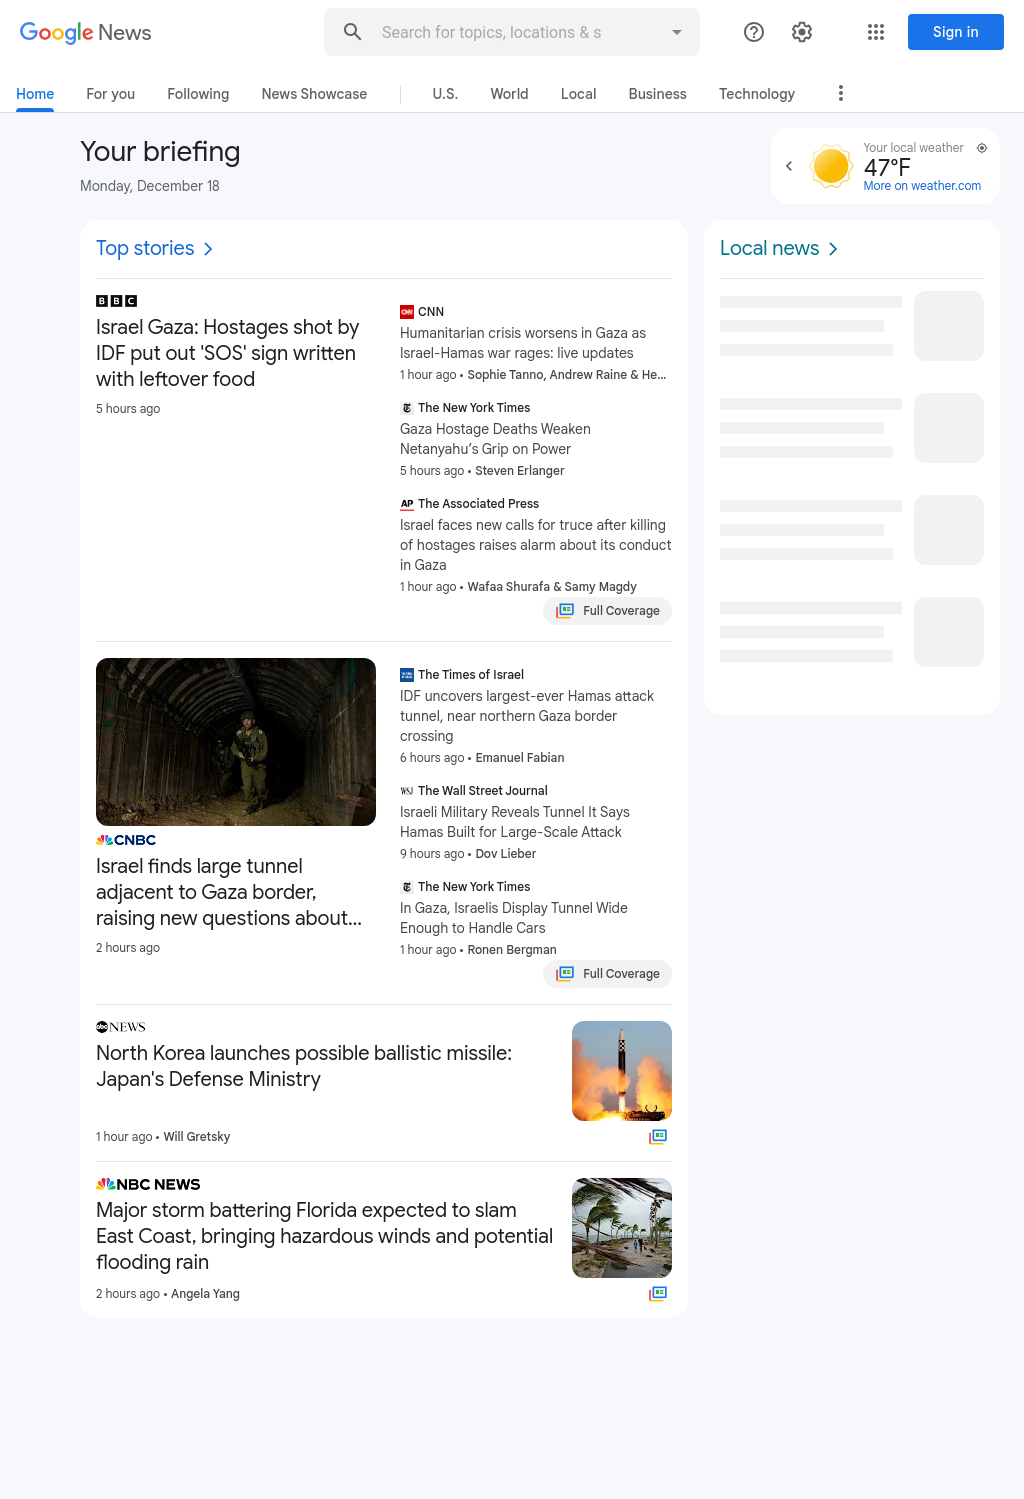 Google News
Search for topics, locations & s
Sign in
Home
For you
Following
News Showcase
U.S.
World
Local
Business
Technology
Your briefing
Monday, December 18
Your local weather
47°F
More on weather.com
Top stories
BBC
Israel Gaza: Hostages shot by
IDF put out 'SOS' sign written
with leftover food
5 hours ago
CNN
CNN
Humanitarian crisis worsens in Gaza as
Israel-Hamas war rages: live updates
1 hour ago • Sophie Tanno, Andrew Raine & He...
The New York Times
Gaza Hostage Deaths Weaken
Netanyahu’s Grip on Power
5 hours ago • Steven Erlanger
AP
The Associated Press
Israel faces new calls for truce after killing
of hostages raises alarm about its conduct
in Gaza
1 hour ago • Wafaa Shurafa & Samy Magdy
Full Coverage
CNBC
Israel finds large tunnel
adjacent to Gaza border,
raising new questions about...
2 hours ago
The Times of Israel
IDF uncovers largest-ever Hamas attack
tunnel, near northern Gaza border
crossing
6 hours ago • Emanuel Fabian
WSJ
The Wall Street Journal
Israeli Military Reveals Tunnel It Says
Hamas Built for Large-Scale Attack
9 hours ago • Dov Lieber
The New York Times
In Gaza, Israelis Display Tunnel Wide
Enough to Handle Cars
1 hour ago • Ronen Bergman
Full Coverage
abc NEWS
North Korea launches possible ballistic missile:
Japan's Defense Ministry
1 hour ago • Will Gretsky
NBC NEWS
Major storm battering Florida expected to slam
East Coast, bringing hazardous winds and potential
flooding rain
2 hours ago • Angela Yang
Local news